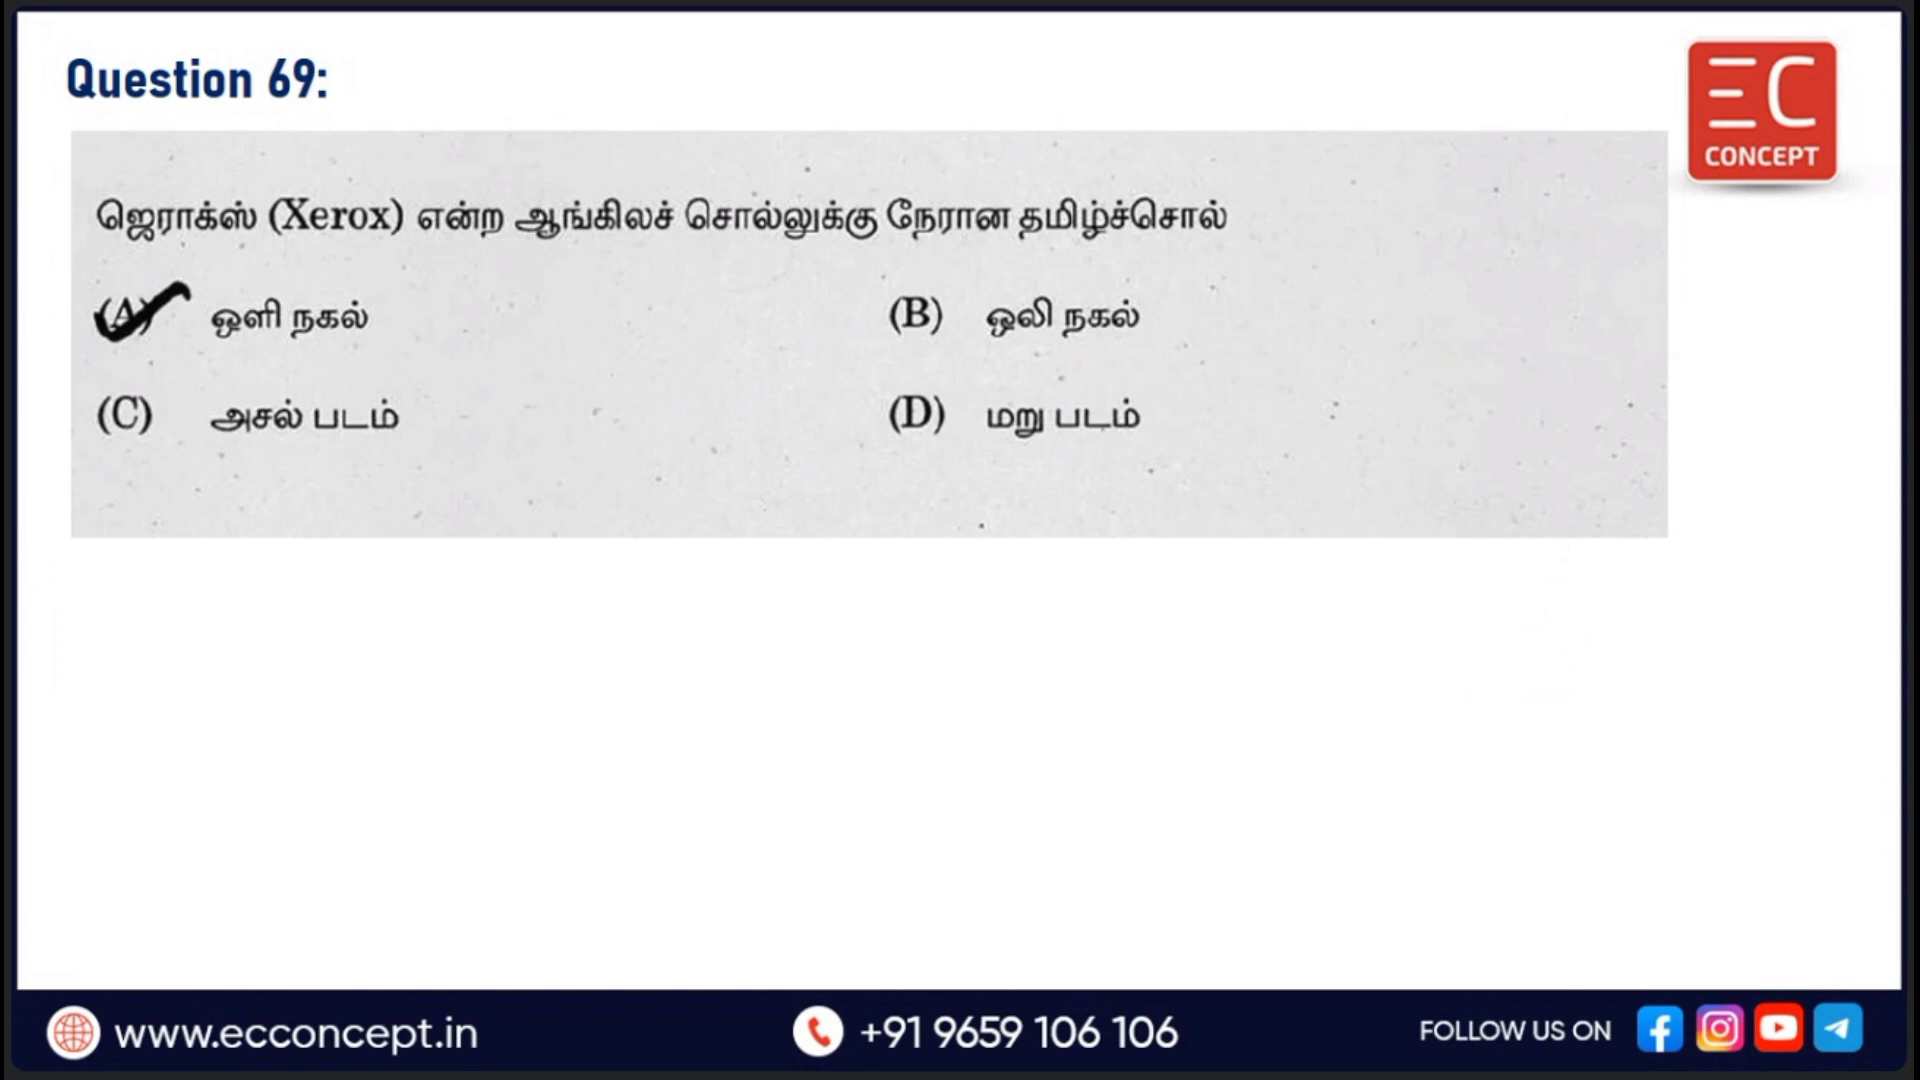 Question 69:
EC
CONCEPT
ஜெராக்ஸ் (Xerox) என்ற ஆங்கிலச் சொல்லுக்கு நேரான தமிழ்ச்சொல்
(A) ஒளி நகல்
(B) ஒலி நகல்
(C) அசல் படம்
(D) மறு படம்
www.ecconcept.in
+91 9659 106 106
FOLLOW US ON